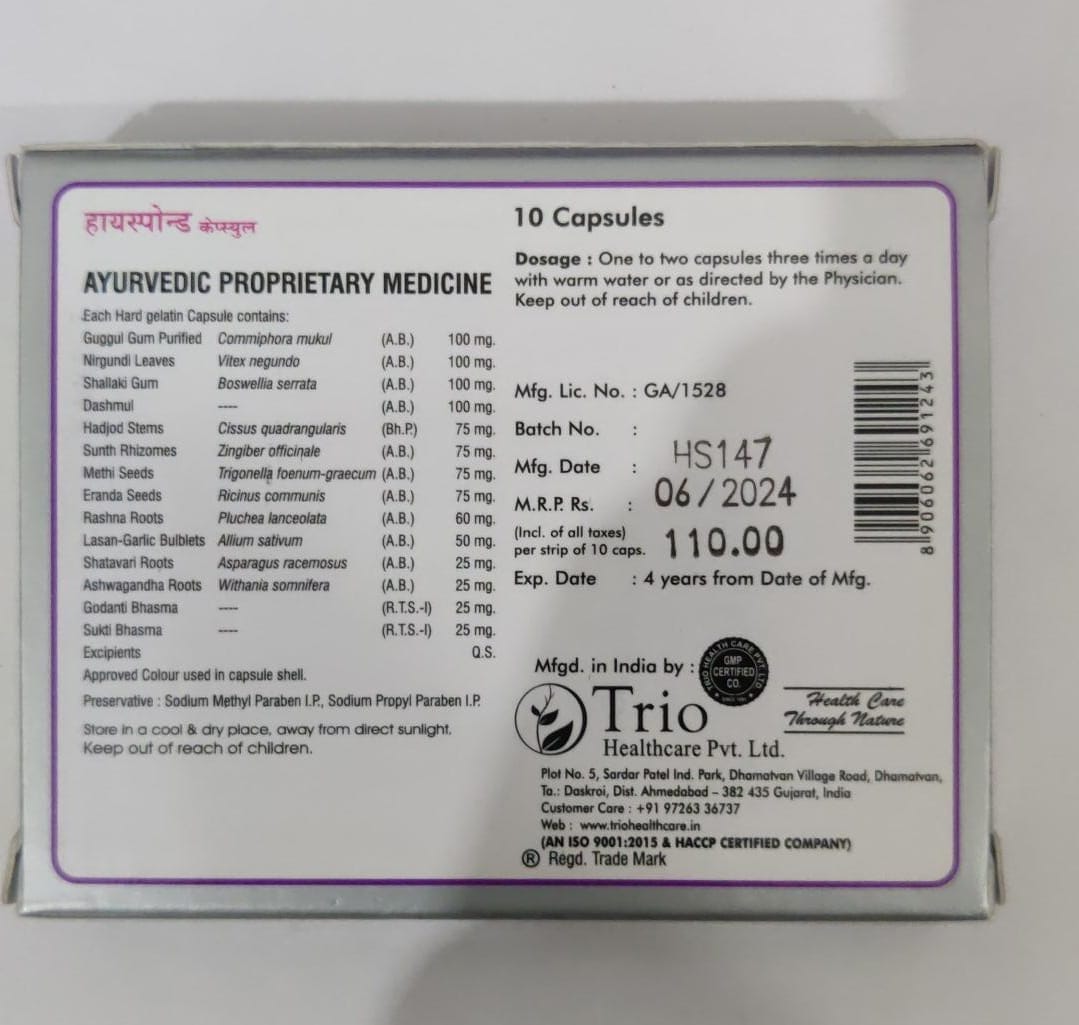 हायस्पोन्ड केप्स्युल
AYURVEDIC PROPRIETARY MEDICINE
Each Hard gelatin Capsule contains:
Guggul Gum Purified Commiphora mukul (A.B.) 100 mg.
Nirgundi Leaves Vitex negundo (A.B.) 100 mg.
Shallaki Gum Boswellia serrata (A.B.) 100 mg.
Dashmul ---- (A.B.) 100 mg.
Hadjod Stems Cissus quadrangularis (Bh.P.) 75 mg.
Sunth Rhizomes Zingiber officinale (A.B.) 75 mg.
Methi Seeds Trigonella foenum-graecum (A.B.) 75 mg.
Eranda Seeds Ricinus communis (A.B.) 75 mg.
Rashna Roots Pluchea lanceolata (A.B.) 60 mg.
Lasan-Garlic Bulblets Allium sativum (A.B.) 50 mg.
Shatavari Roots Asparagus racemosus (A.B.) 25 mg.
Ashwagandha Roots Withania somnifera (A.B.) 25 mg.
Godanti Bhasma ---- (R.T.S.-I) 25 mg.
Sukti Bhasma ---- (R.T.S.-I) 25 mg.
Excipients Q.S.
Approved Colour used in capsule shell.
Preservative : Sodium Methyl Paraben I.P., Sodium Propyl Paraben I.P.
Store in a cool & dry place, away from direct sunlight.
Keep out of reach of children.
10 Capsules
Dosage : One to two capsules three times a day
with warm water or as directed by the Physician.
Keep out of reach of children.
Mfg. Lic. No. : GA/1528
Batch No. : HS147
Mfg. Date : 06/2024
M.R.P. Rs. : 110.00
(Incl. of all taxes)
per strip of 10 caps.
Exp. Date : 4 years from Date of Mfg.
8906062691243
Mfgd. in India by :
TRIO HEALTH CARE PVT. LTD
GMP
CERTIFIED
CO.
Trio
Healthcare Pvt. Ltd.
Health Care
Through Nature
Plot No. 5, Sardar Patel Ind. Park, Dhamatvan Village Road, Dhamatvan,
Ta.: Daskroi, Dist. Ahmedabad – 382 435 Gujarat, India
Customer Care : +91 97263 36737
Web : www.triohealthcare.in
(AN ISO 9001:2015 & HACCP CERTIFIED COMPANY)
® Regd. Trade Mark